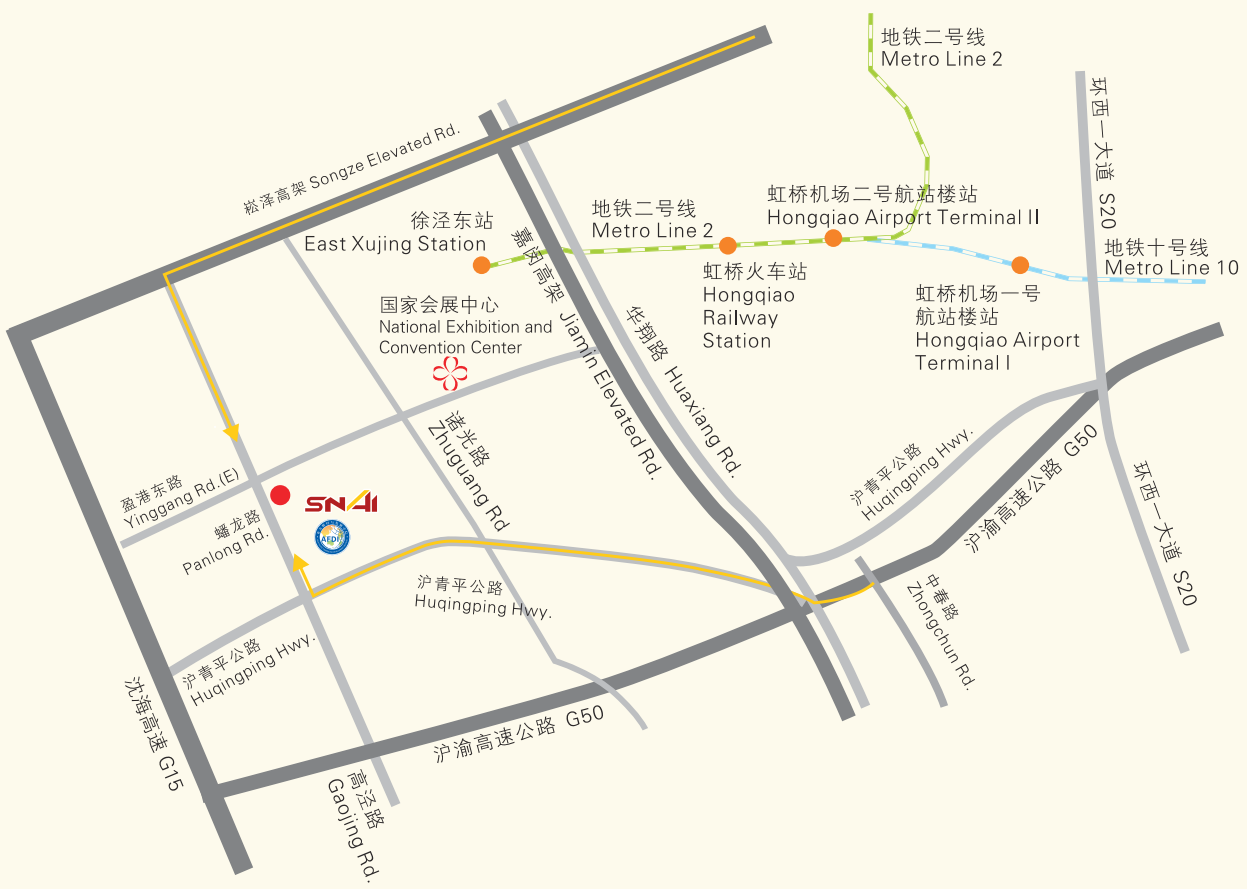 地铁二号线
Metro Line 2
环西一大道 S20
崧泽高架 Songze Elevated Rd.
徐泾东站
East Xujing Station
地铁二号线
Metro Line 2
虹桥机场二号航站楼站
Hongqiao Airport Terminal II
地铁十号线
Metro Line 10
嘉闵高架 Jiamin Elevated Rd.
虹桥火车站
Hongqiao
Railway
Station
虹桥机场一号
航站楼站
Hongqiao Airport
Terminal I
国家会展中心
National Exhibition and
Convention Center
华翔路 Huaxiang Rd.
诸光路
Zhuguang Rd
沪青平公路
Huqingping Hwy.
沪渝高速公路 G50
盈港东路
Yinggang Rd.(E)
SNAI
AFDI
蟠龙路
Panlong Rd.
环西一大道 S20
沪青平公路
Huqingping Hwy.
中春路
Zhongchun Rd.
沪青平公路
Huqingping Hwy.
沈海高速 G15
沪渝高速公路 G50
高泾路
Gaojing Rd.